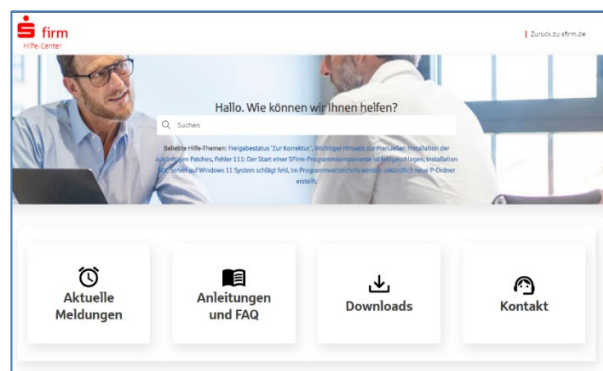 S firm
Hilfe-Center
Zurück zu sfirm.de
Hallo. Wie können wir Ihnen helfen?
Suchen
Beliebte Hilfe-Themen: Freigabestatus 'Zur Korrektur', Wichtiger Hinweis zur manuellen Installation der
zukünftigen Patches, Fehler 111: Der Start einer SFirm-Programmkomponente ist fehlgeschlagen, Installation
SQL Server auf Windows 11 System schlägt fehl, Im Programmverzeichnis werden sekündlich neue P-Ordner
erstellt,
Aktuelle
Meldungen
Anleitungen
und FAQ
Downloads
Kontakt